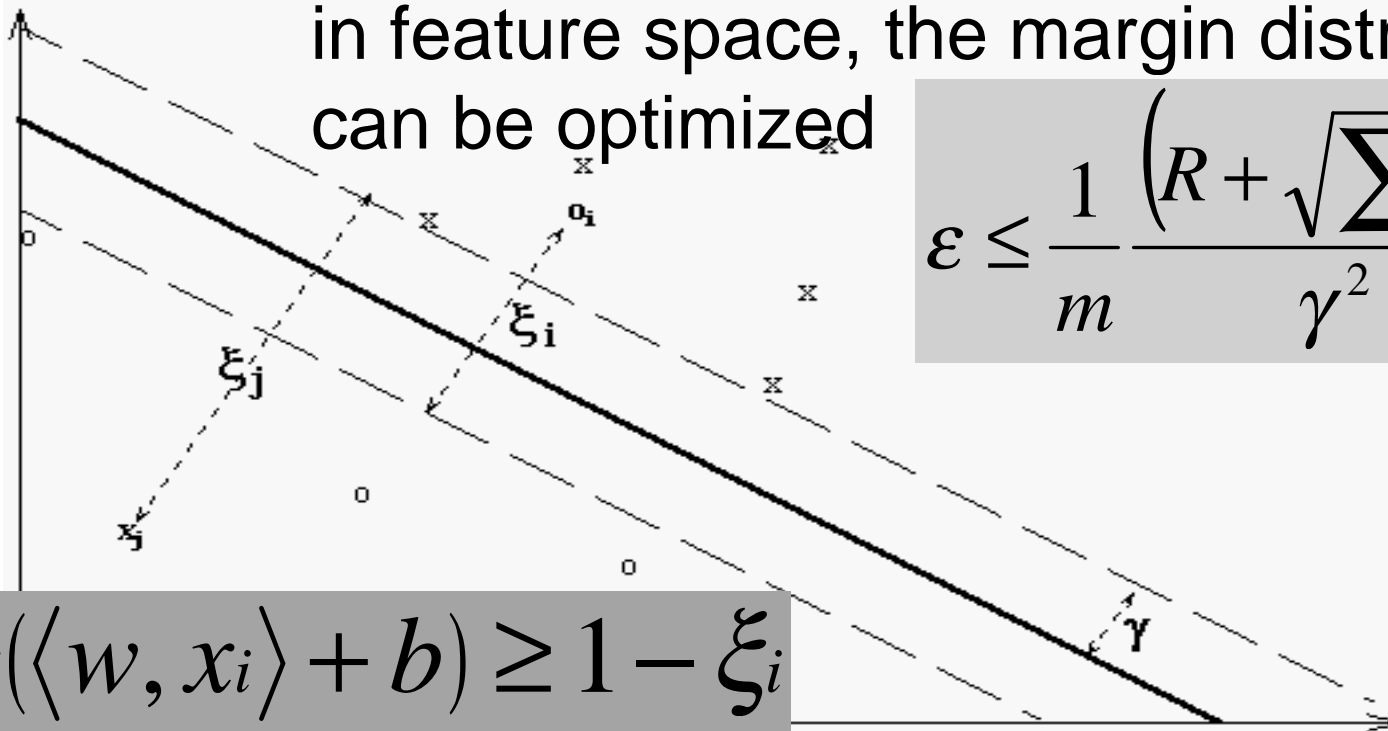 in feature space, the margin distr
can be optimized
ε ≤ 1/m (R + √∑ / γ²
x
x
x
oᵢ
o
x
ξᵢ
ξⱼ
x
o
xⱼ
o
γ
(⟨w, xᵢ⟩ + b) ≥ 1 − ξᵢ